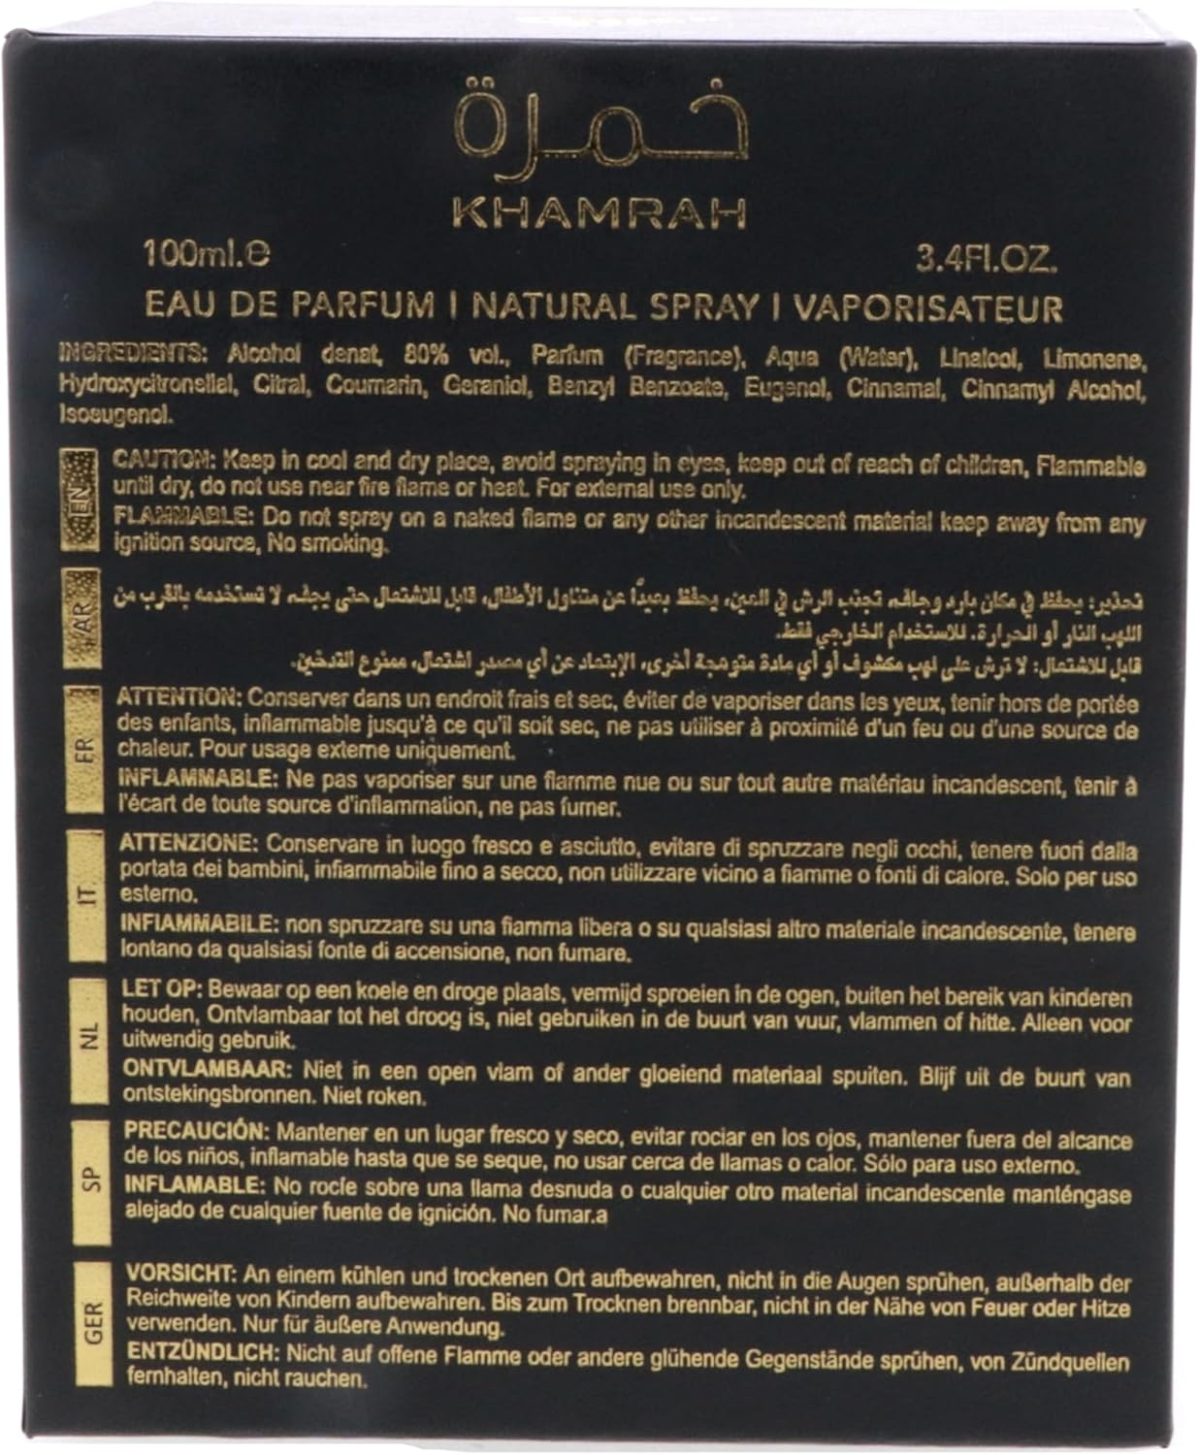 خمرة
KHAMRAH
100ml.e 3.4Fl.OZ.
EAU DE PARFUM | NATURAL SPRAY | VAPORISATEUR
INGREDIENTS: Alcohol denat, 80% vol., Parfum (Fragrance), Aqua (Water), Linalool, Limonene,
Hydroxycitronellal, Citral, Coumarin, Geraniol, Benzyl Benzoate, Eugenol, Cinnamal, Cinnamyl Alcohol,
Isoeugenol.
EN
CAUTION: Keep in cool and dry place, avoid spraying in eyes, keep out of reach of children, Flammable
until dry, do not use near fire flame or heat. For external use only.
FLAMMABLE: Do not spray on a naked flame or any other incandescent material keep away from any
ignition source, No smoking.
AR
تحذير: يحفظ في مكان بارد وجاف، تجنب الرش في العين، يحفظ بعيداً عن متناول الأطفال، قابل للاشتعال حتى يجف، لا تستخدمه بالقرب من
اللهب النار أو الحرارة. للاستخدام الخارجي فقط.
قابل للاشتعال: لا ترش على لهب مكشوف أو أي مادة متوهجة أخرى، الإبتعاد عن أي مصدر اشتعال، ممنوع التدخين.
FR
ATTENTION: Conserver dans un endroit frais et sec, éviter de vaporiser dans les yeux, tenir hors de portée
des enfants, inflammable jusqu'à ce qu'il soit sec, ne pas utiliser à proximité d'un feu ou d'une source de
chaleur. Pour usage externe uniquement.
INFLAMMABLE: Ne pas vaporiser sur une flamme nue ou sur tout autre matériau incandescent, tenir à
l'écart de toute source d'inflammation, ne pas fumer.
IT
ATTENZIONE: Conservare in luogo fresco e asciutto, evitare di spruzzare negli occhi, tenere fuori dalla
portata dei bambini, infiammabile fino a secco, non utilizzare vicino a fiamme o fonti di calore. Solo per uso
esterno.
INFIAMMABILE: non spruzzare su una fiamma libera o su qualsiasi altro materiale incandescente, tenere
lontano da qualsiasi fonte di accensione, non fumare.
NL
LET OP: Bewaar op een koele en droge plaats, vermijd sproeien in de ogen, buiten het bereik van kinderen
houden, Ontvlambaar tot het droog is, niet gebruiken in de buurt van vuur, vlammen of hitte. Alleen voor
uitwendig gebruik.
ONTVLAMBAAR: Niet in een open vlam of ander gloeiend materiaal spuiten. Blijf uit de buurt van
ontstekingsbronnen. Niet roken.
SP
PRECAUCIÓN: Mantener en un lugar fresco y seco, evitar rociar en los ojos, mantener fuera del alcance
de los niños, inflamable hasta que se seque, no usar cerca de llamas o calor. Sólo para uso externo.
INFLAMABLE: No rocíe sobre una llama desnuda o cualquier otro material incandescente manténgase
alejado de cualquier fuente de ignición. No fumar.a
GER
VORSICHT: An einem kühlen und trockenen Ort aufbewahren, nicht in die Augen sprühen, außerhalb der
Reichweite von Kindern aufbewahren. Bis zum Trocknen brennbar, nicht in der Nähe von Feuer oder Hitze
verwenden. Nur für äußere Anwendung.
ENTZÜNDLICH: Nicht auf offene Flamme oder andere glühende Gegenstände sprühen, von Zündquellen
fernhalten, nicht rauchen.